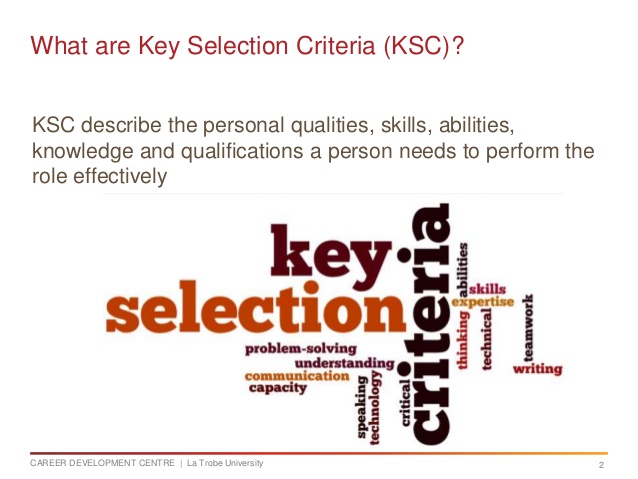 What are Key Selection Criteria (KSC)?
KSC describe the personal qualities, skills, abilities,
knowledge and qualifications a person needs to perform the
role effectively
key
selection
criteria
problem-solving
understanding
communication
capacity
speaking
technology
critical
thinking
abilities
skills
expertise
technical
teamwork
writing
CAREER DEVELOPMENT CENTRE | La Trobe University
2